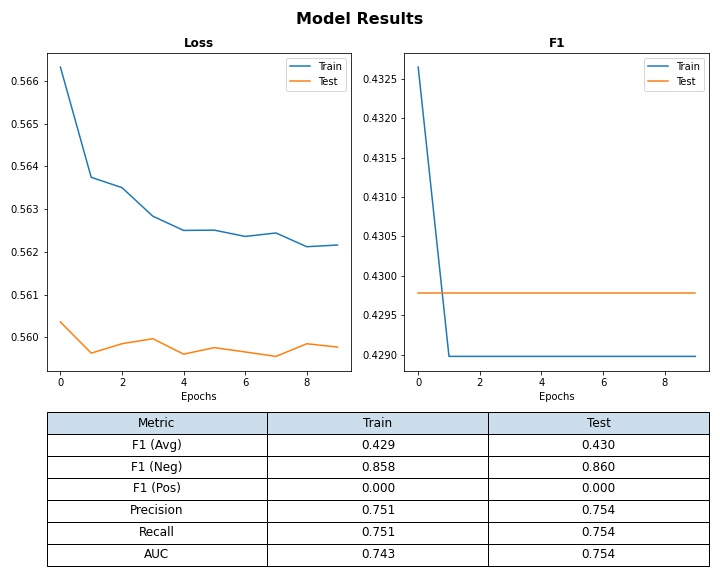 Model Results
Loss
F1
Train
Test
Train
Test
0.566
0.565
0.564
0.563
0.562
0.561
0.560
0.4325
0.4320
0.4315
0.4310
0.4305
0.4300
0.4295
0.4290
0 2 4 6 8
0 2 4 6 8
Epochs
Epochs
Metric Train Test
F1 (Avg) 0.429 0.430
F1 (Neg) 0.858 0.860
F1 (Pos) 0.000 0.000
Precision 0.751 0.754
Recall 0.751 0.754
AUC 0.743 0.754